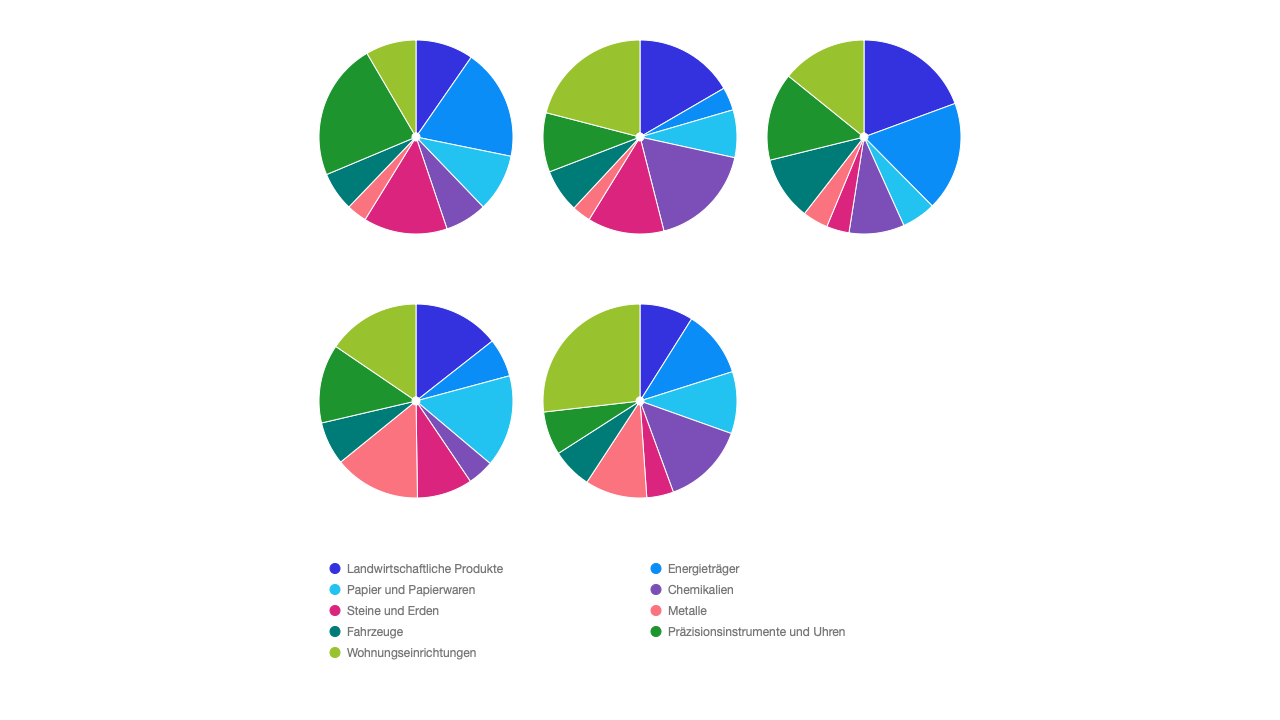 Landwirtschaftliche Produkte
Energieträger
Papier und Papierwaren
Chemikalien
Steine und Erden
Metalle
Fahrzeuge
Präzisionsinstrumente und Uhren
Wohnungseinrichtungen